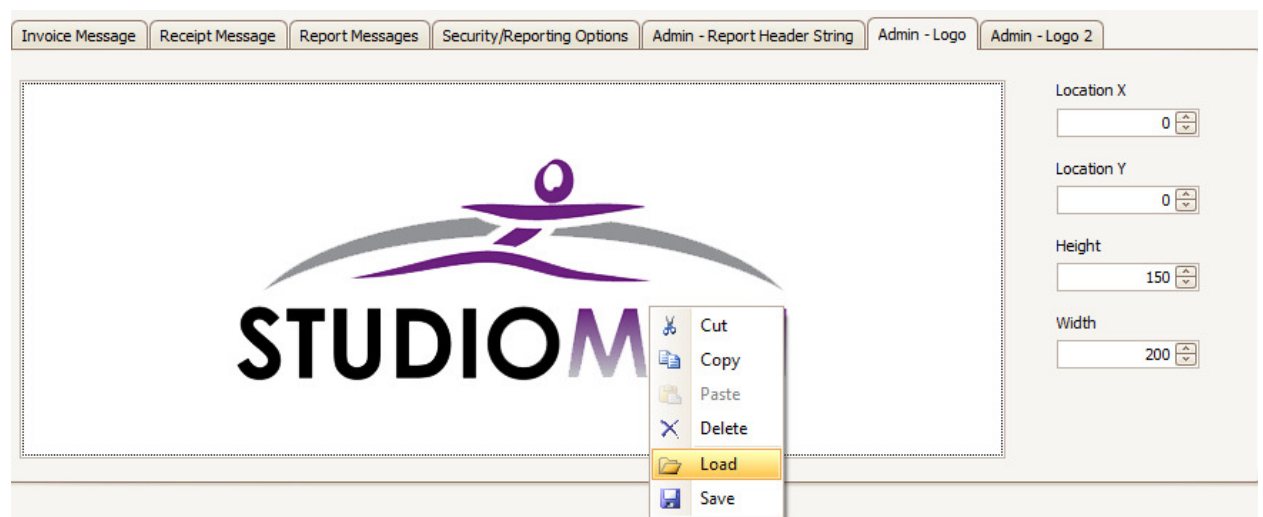 Invoice Message Receipt Message Report Messages Security/Reporting Options Admin - Report Header String Admin - Logo Admin - Logo 2
Location X
0
Location Y
0
Height
150
Width
200
STUDIOM
Cut
Copy
Paste
Delete
Load
Save